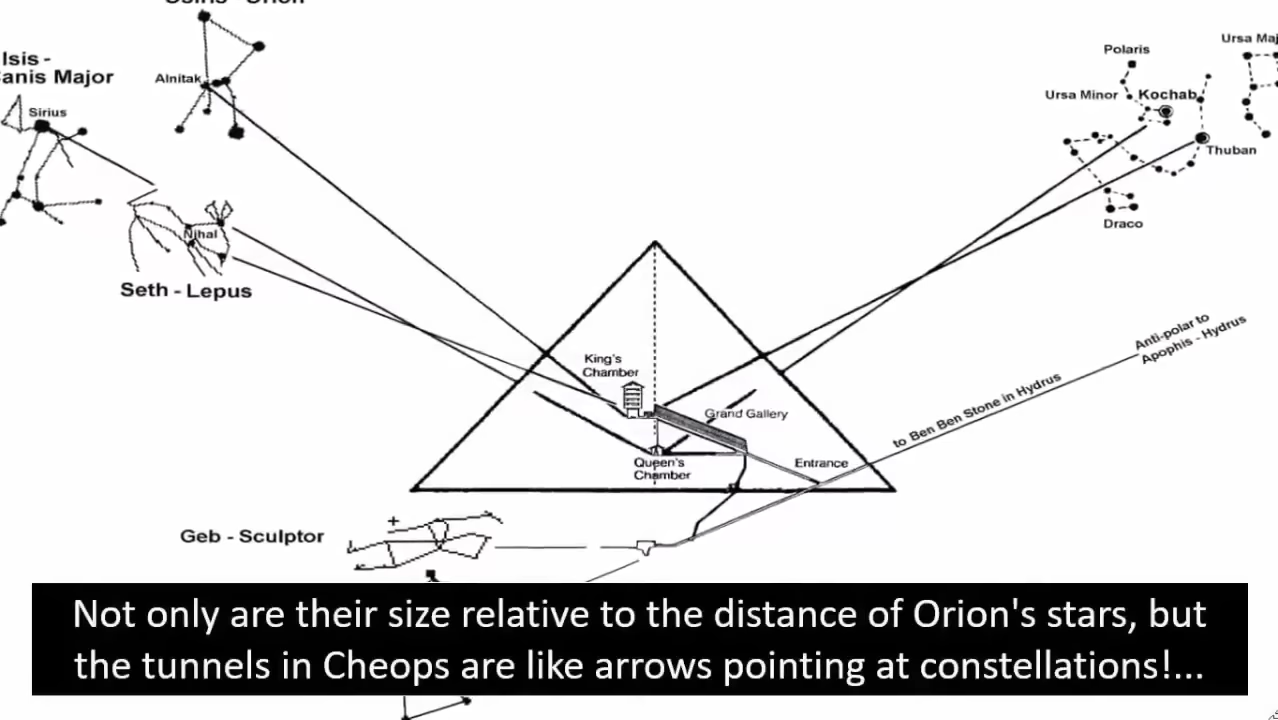 Osiris - Orion
Isis -
Canis Major
Sirius
Alnitak
Nihal
Seth - Lepus
Polaris
Ursa Maj
Ursa Minor
Kochab
Thuban
Draco
King's
Chamber
Grand Gallery
Queen's
Chamber
Entrance
to Ben Ben Stone in Hydrus
Anti-polar to
Apophis - Hydrus
Geb - Sculptor
Not only are their size relative to the distance of Orion's stars, but
the tunnels in Cheops are like arrows pointing at constellations!...